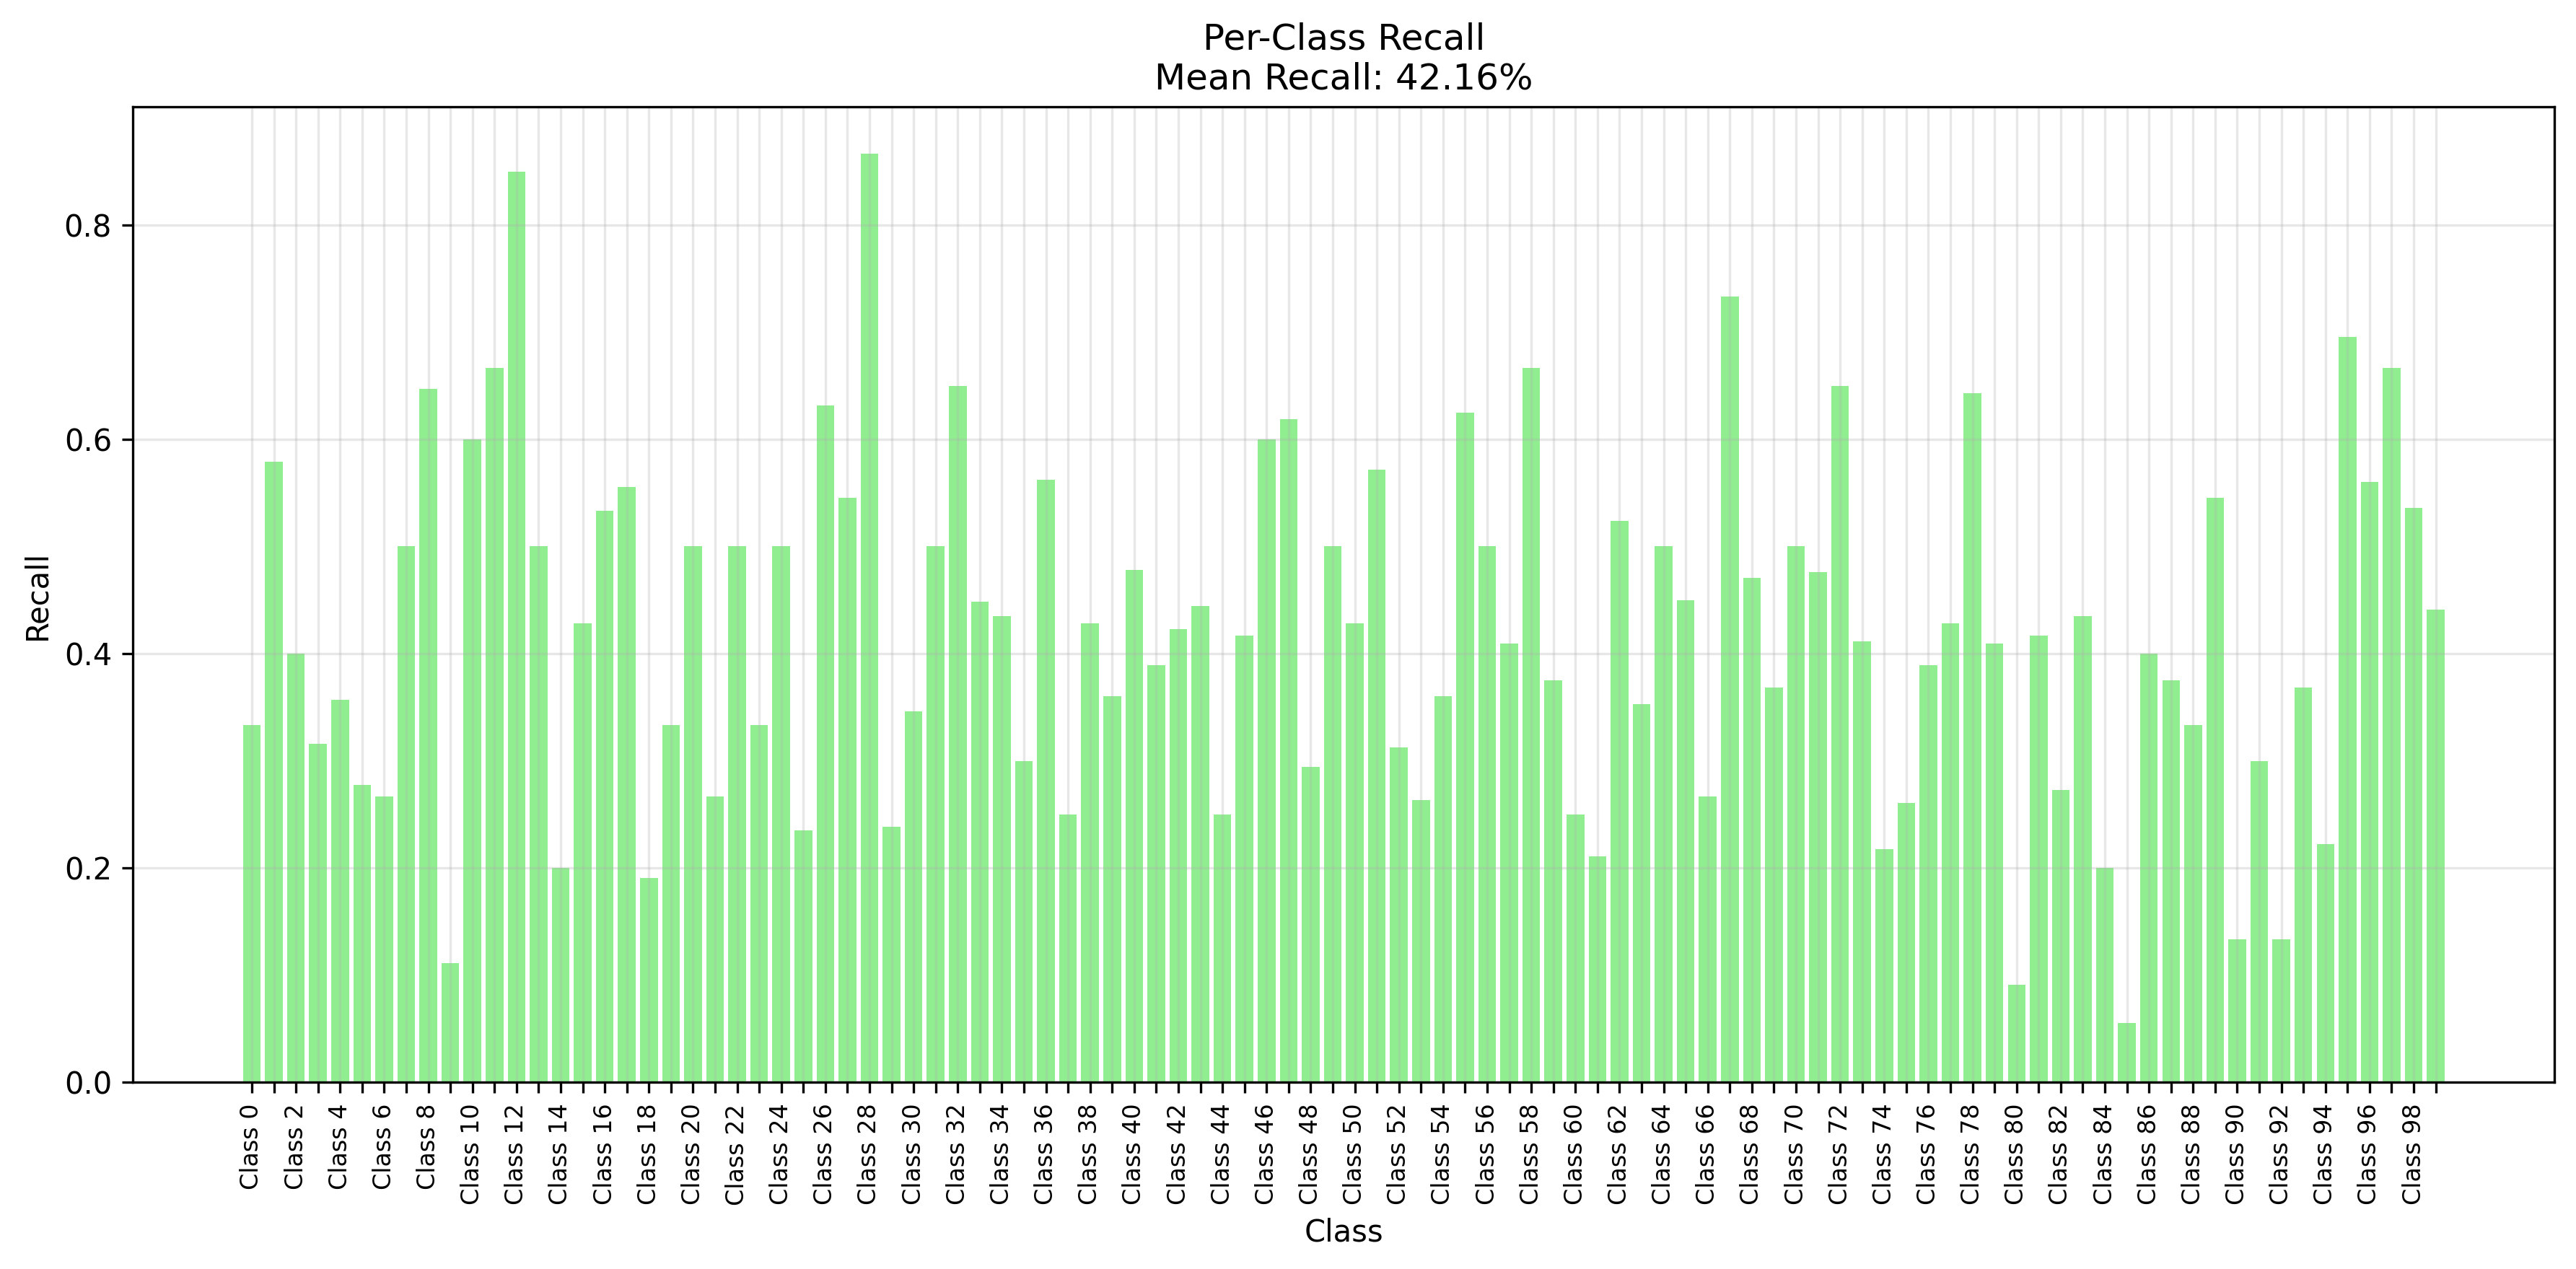 Per-Class Recall
Mean Recall: 42.16%
Recall
0.8
0.6
0.4
0.2
0.0
Class 0
Class 2
Class 4
Class 6
Class 8
Class 10
Class 12
Class 14
Class 16
Class 18
Class 20
Class 22
Class 24
Class 26
Class 28
Class 30
Class 32
Class 34
Class 36
Class 38
Class 40
Class 42
Class 44
Class 46
Class 48
Class 50
Class 52
Class 54
Class 56
Class 58
Class 60
Class 62
Class 64
Class 66
Class 68
Class 70
Class 72
Class 74
Class 76
Class 78
Class 80
Class 82
Class 84
Class 86
Class 88
Class 90
Class 92
Class 94
Class 96
Class 98
Class